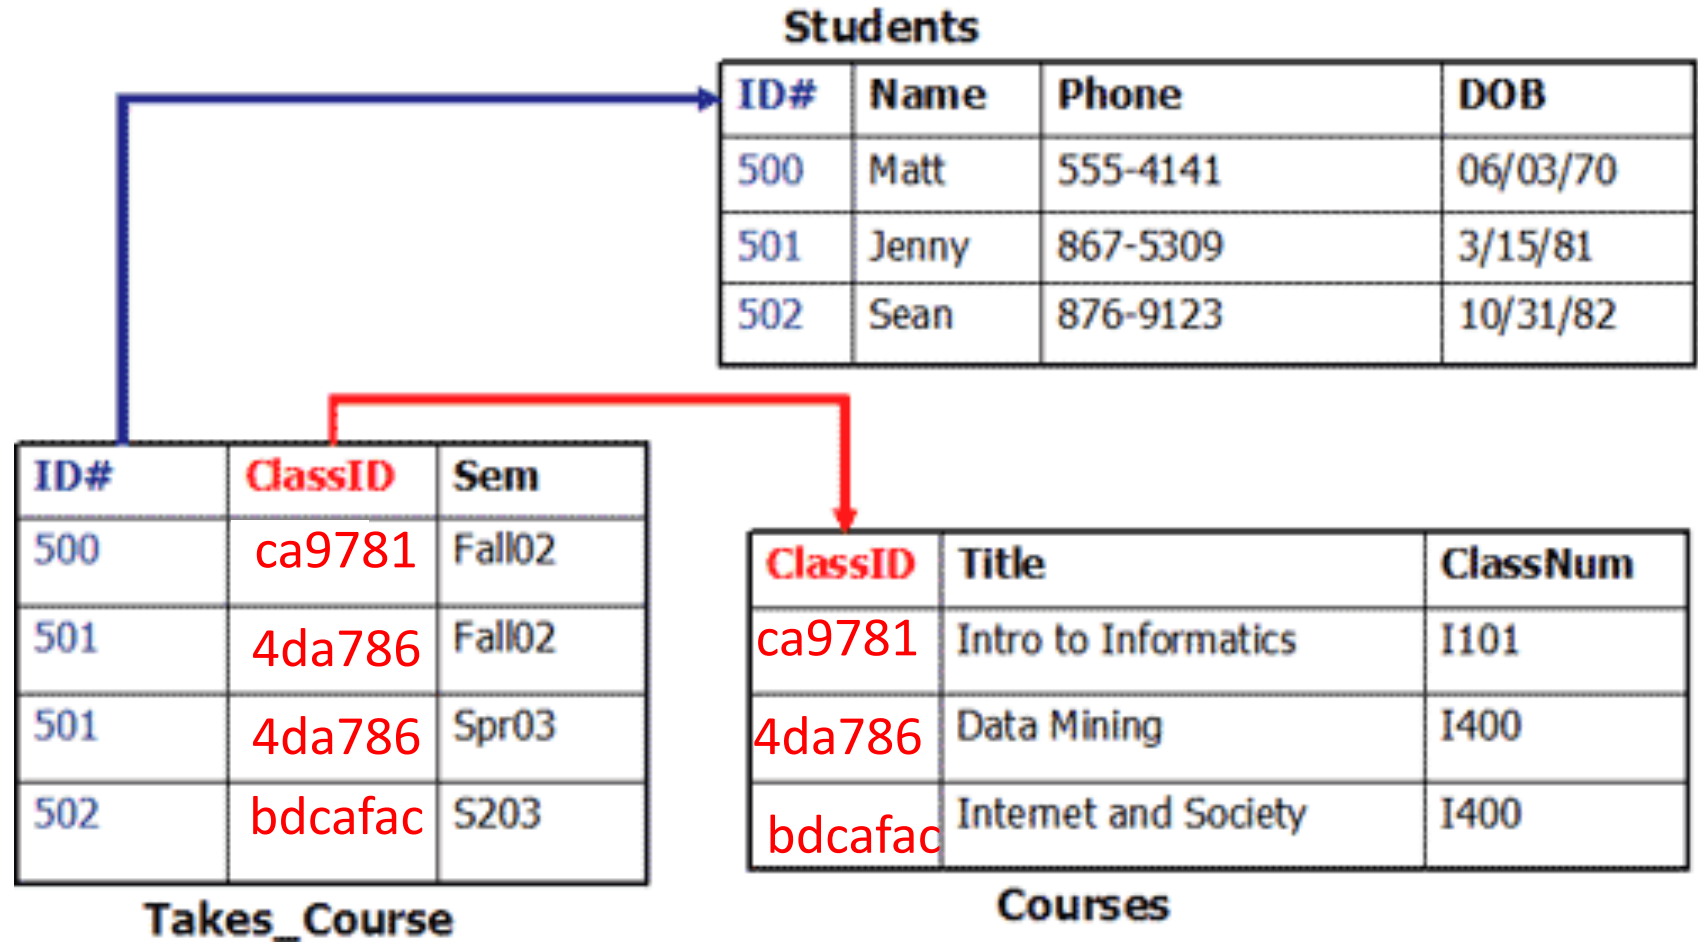 Students
ID# Name Phone DOB
500 Matt 555-4141 06/03/70
501 Jenny 867-5309 3/15/81
502 Sean 876-9123 10/31/82
ID# ClassID Sem
500 ca9781 Fall02
501 4da786 Fall02
501 4da786 Spr03
502 bdcafac S203
Takes_Course
ClassID Title ClassNum
ca9781 Intro to Informatics I101
4da786 Data Mining I400
bdcafac Internet and Society I400
Courses